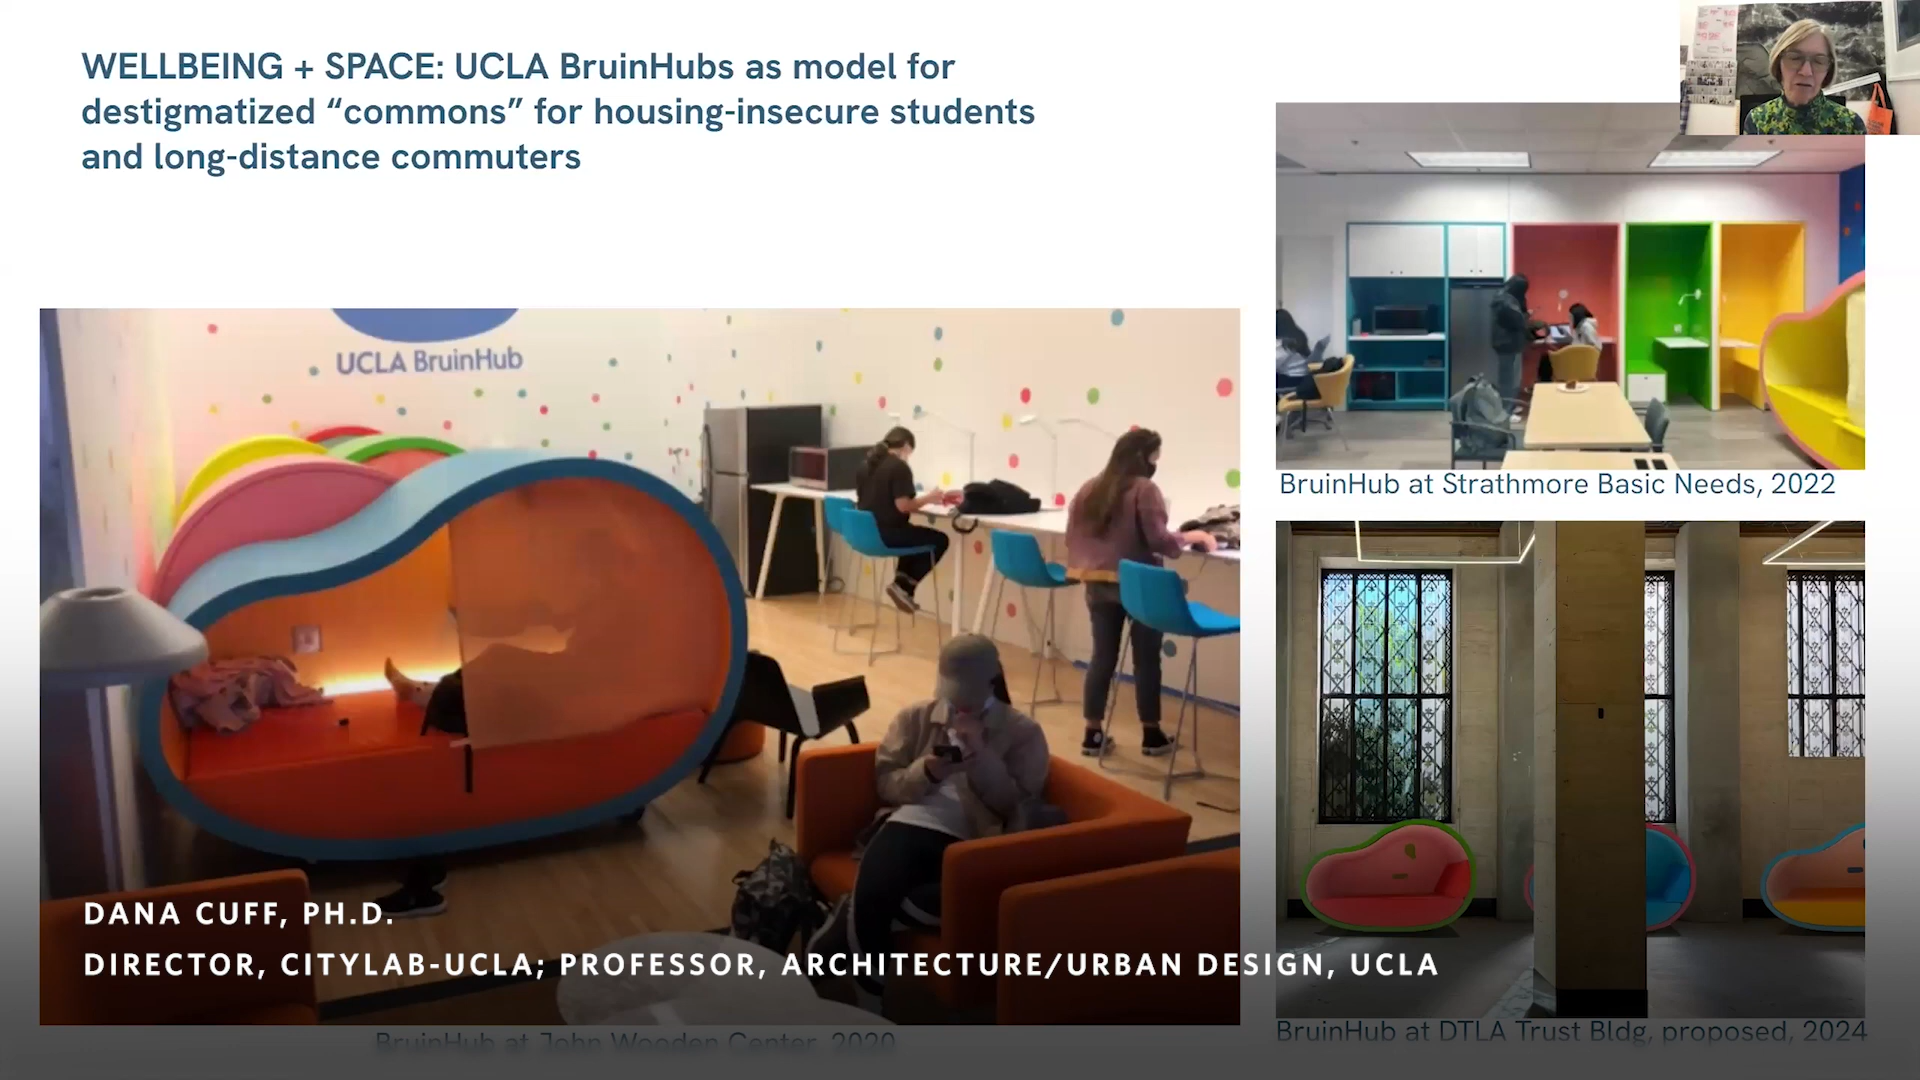 WELLBEING + SPACE: UCLA BruinHubs as model for
destigmatized “commons” for housing-insecure students
and long-distance commuters
UCLA BruinHub
BruinHub at Strathmore Basic Needs, 2022
DANA CUFF, PH.D.
DIRECTOR, CITYLAB-UCLA; PROFESSOR, ARCHITECTURE/URBAN DESIGN, UCLA
BruinHub at John Wooden Center, 2020
BruinHub at DTLA Trust Bldg, proposed, 2024